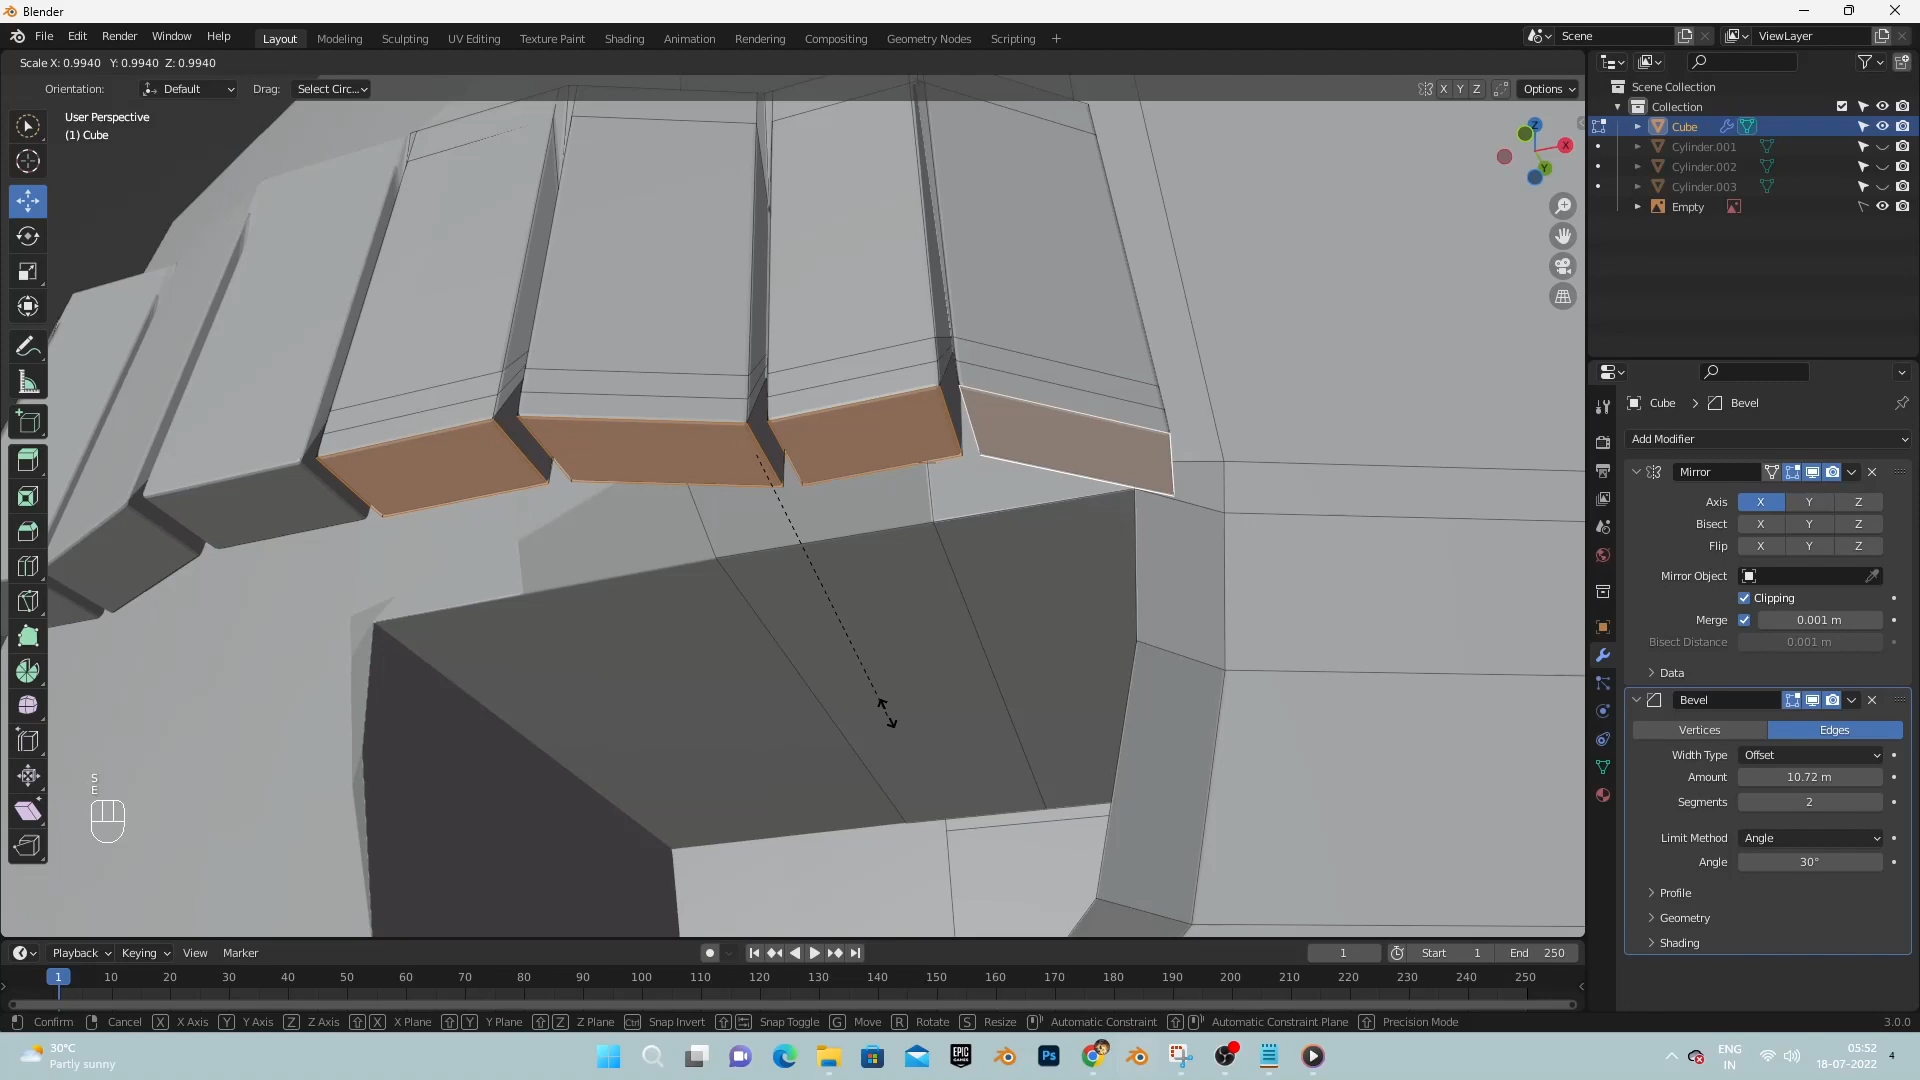 Blender
File Edit Render Window Help
Layout Modeling Sculpting UV Editing Texture Paint Shading Animation Rendering Compositing Geometry Nodes Scripting +
Scene
ViewLayer
Scale X: 0.9940 Y: 0.9940 Z: 0.9940
Orientation: Default Drag: Select Circ...
X Y Z Options
User Perspective
(1) Cube
Z
X
Y
Scene Collection
Collection
Cube
Cylinder.001
Cylinder.002
Cylinder.003
Empty
Cube > Bevel
Add Modifier
Mirror
Axis X Y Z
Bisect X Y Z
Flip X Y Z
Mirror Object
Clipping
Merge 0.001 m
Bisect Distance 0.001 m
Data
Bevel
Vertices Edges
Width Type Offset
Amount 10.72 m
Segments 2
Limit Method Angle
Angle 30°
Profile
Geometry
Shading
S
E
Playback Keying View Marker
1 Start 1 End 250
1 10 20 30 40 50 60 70 80 90 100 110 120 130 140 150 160 170 180 190 200 210 220 230 240 250
Confirm Cancel X X Axis Y Y Axis Z Z Axis X X Plane Y Y Plane Z Z Plane Ctrl Snap Invert Snap Toggle G Move R Rotate S Resize Automatic Constraint Automatic Constraint Plane Precision Mode 3.0.0
30°C
Partly sunny
EPIC GAMES
Ps
ENG
IN
05:52
18-07-2022
4